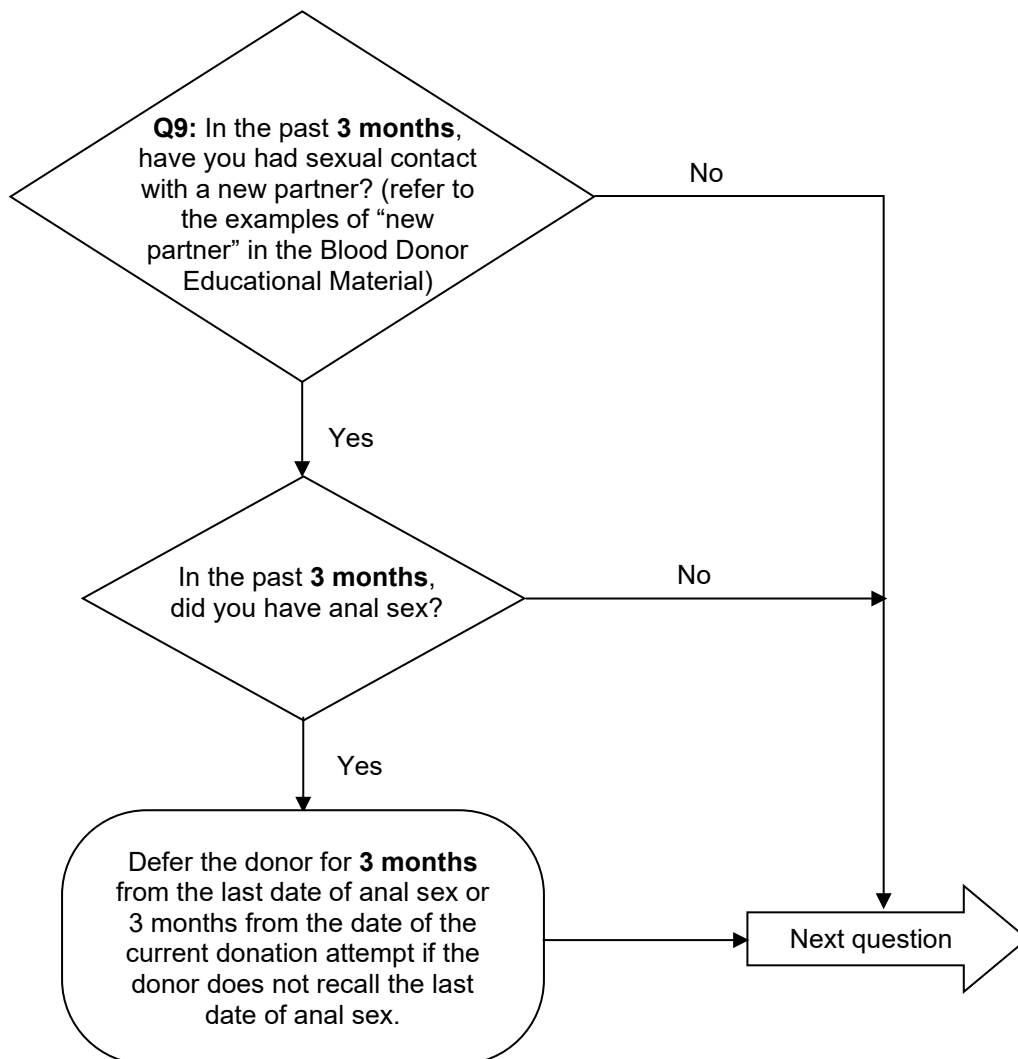 Q9: In the past 3 months,
have you had sexual contact
with a new partner? (refer to
the examples of “new
partner” in the Blood Donor
Educational Material)
No
Yes
In the past 3 months,
did you have anal sex?
No
Yes
Defer the donor for 3 months
from the last date of anal sex or
3 months from the date of the
current donation attempt if the
donor does not recall the last
date of anal sex.
Next question